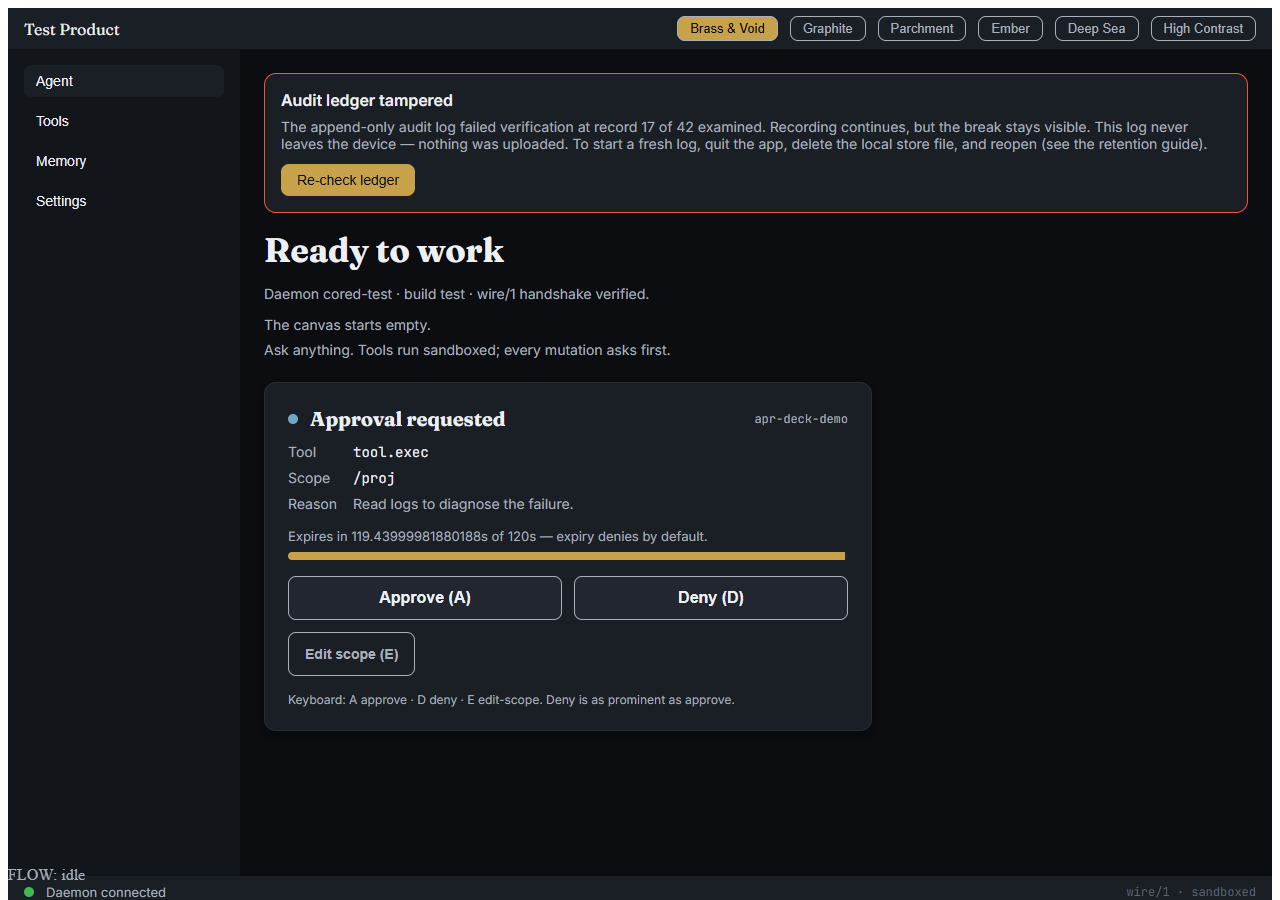 Test Product
Brass & Void
Graphite
Parchment
Ember
Deep Sea
High Contrast
Agent
Tools
Memory
Settings
Audit ledger tampered
The append-only audit log failed verification at record 17 of 42 examined. Recording continues, but the break stays visible. This log never
leaves the device — nothing was uploaded. To start a fresh log, quit the app, delete the local store file, and reopen (see the retention guide).
Re-check ledger
Ready to work
Daemon cored-test · build test · wire/1 handshake verified.
The canvas starts empty.
Ask anything. Tools run sandboxed; every mutation asks first.
Approval requested
apr-deck-demo
Tool tool.exec
Scope /proj
Reason Read logs to diagnose the failure.
Expires in 119.43999981880188s of 120s — expiry denies by default.
Approve (A)
Deny (D)
Edit scope (E)
Keyboard: A approve · D deny · E edit-scope. Deny is as prominent as approve.
FLOW: idle
Daemon connected
wire/1 · sandboxed